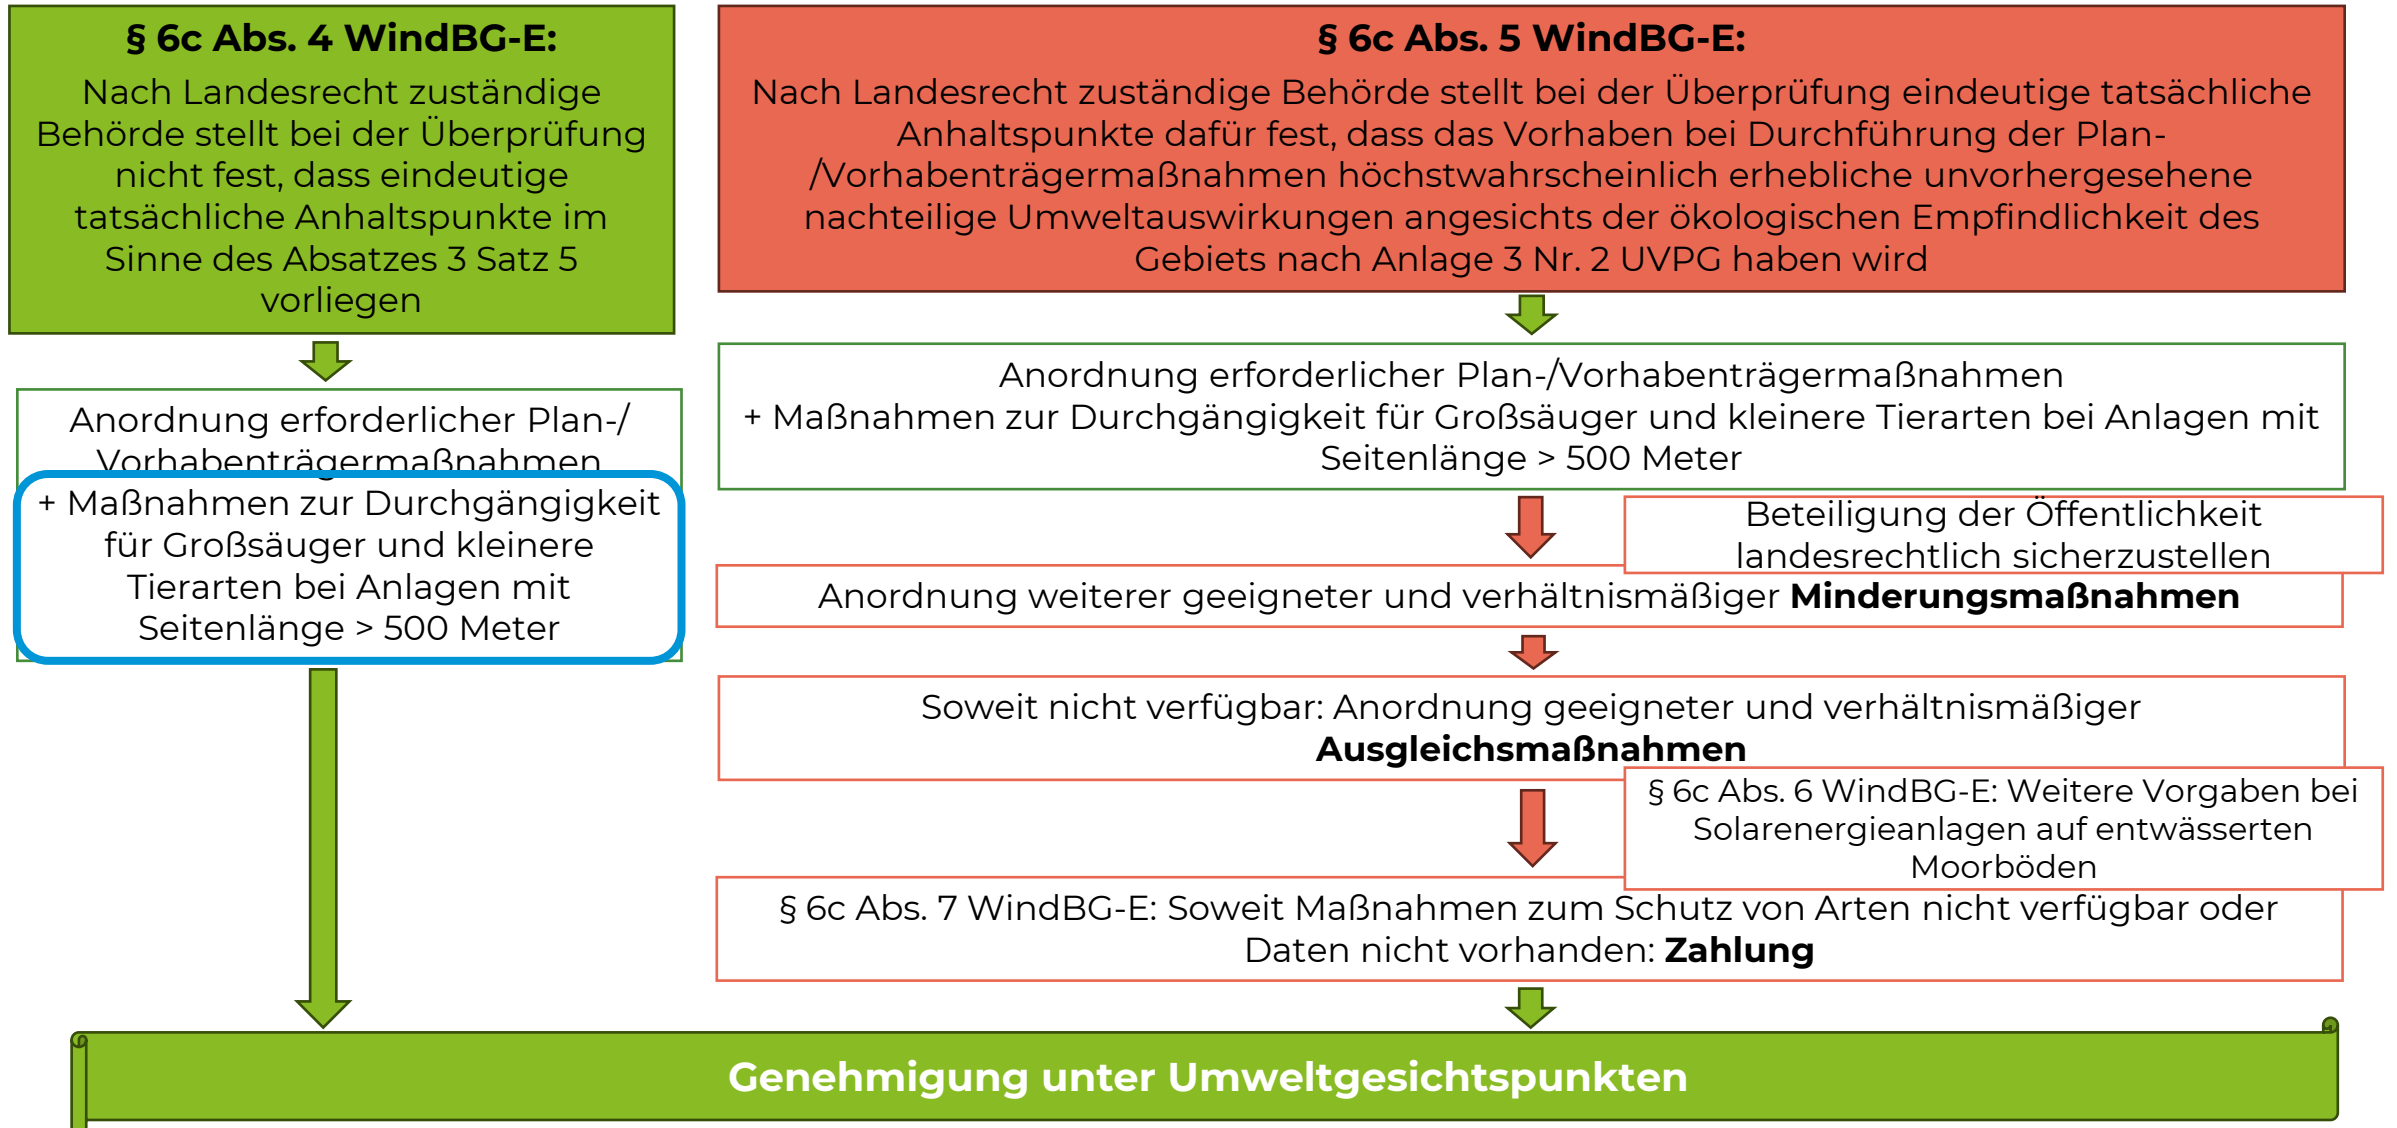 § 6c Abs. 4 WindBG-E:
Nach Landesrecht zuständige
Behörde stellt bei der Überprüfung
nicht fest, dass eindeutige
tatsächliche Anhaltspunkte im
Sinne des Absatzes 3 Satz 5
vorliegen
Anordnung erforderlicher Plan-/
Vorhabenträgermaßnahmen
+ Maßnahmen zur Durchgängigkeit
für Großsäuger und kleinere
Tierarten bei Anlagen mit
Seitenlänge > 500 Meter
§ 6c Abs. 5 WindBG-E:
Nach Landesrecht zuständige Behörde stellt bei der Überprüfung eindeutige tatsächliche
Anhaltspunkte dafür fest, dass das Vorhaben bei Durchführung der Plan-
/Vorhabenträgermaßnahmen höchstwahrscheinlich erhebliche unvorhergesehene
nachteilige Umweltauswirkungen angesichts der ökologischen Empfindlichkeit des
Gebiets nach Anlage 3 Nr. 2 UVPG haben wird
Anordnung erforderlicher Plan-/Vorhabenträgermaßnahmen
+ Maßnahmen zur Durchgängigkeit für Großsäuger und kleinere Tierarten bei Anlagen mit
Seitenlänge > 500 Meter
Beteiligung der Öffentlichkeit
landesrechtlich sicherzustellen
Anordnung weiterer geeigneter und verhältnismäßiger Minderungsmaßnahmen
Soweit nicht verfügbar: Anordnung geeigneter und verhältnismäßiger
Ausgleichsmaßnahmen
§ 6c Abs. 6 WindBG-E: Weitere Vorgaben bei
Solarenergieanlagen auf entwässerten
Moorböden
§ 6c Abs. 7 WindBG-E: Soweit Maßnahmen zum Schutz von Arten nicht verfügbar oder
Daten nicht vorhanden: Zahlung
Genehmigung unter Umweltgesichtspunkten